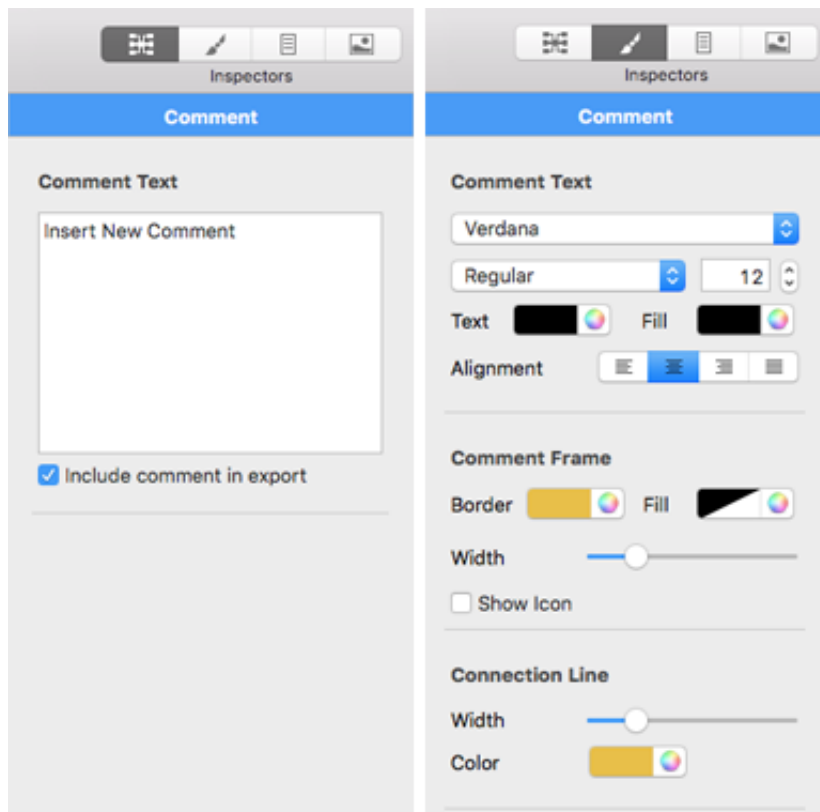 Inspectors
Comment
Comment Text
Insert New Comment
Include comment in export
Inspectors
Comment
Comment Text
Verdana
Regular 12
Text Fill
Alignment
Comment Frame
Border Fill
Width
Show Icon
Connection Line
Width
Color